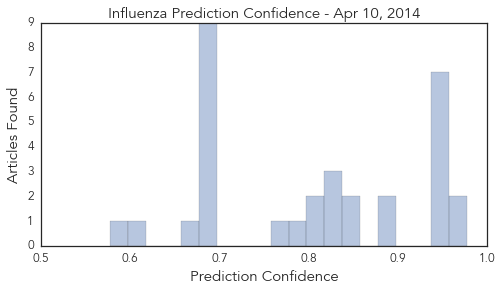 Influenza Prediction Confidence - Apr 10, 2014
9
8
7
6
5
4
3
2
1
0
Articles Found
0.5 0.6 0.7 0.8 0.9 1.0
Prediction Confidence